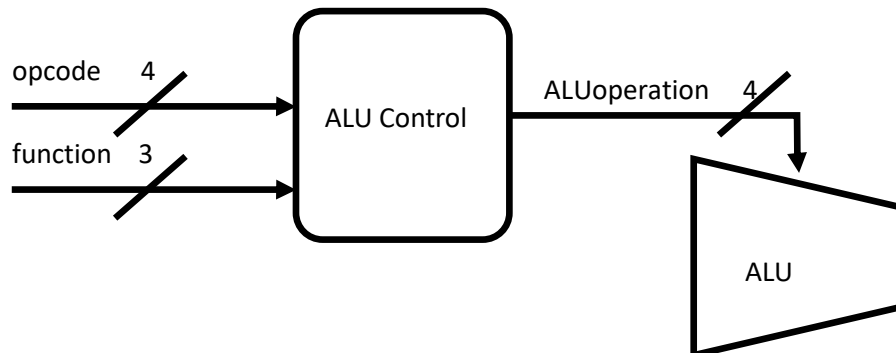 opcode 4
ALUoperation 4
ALU Control
function 3
ALU